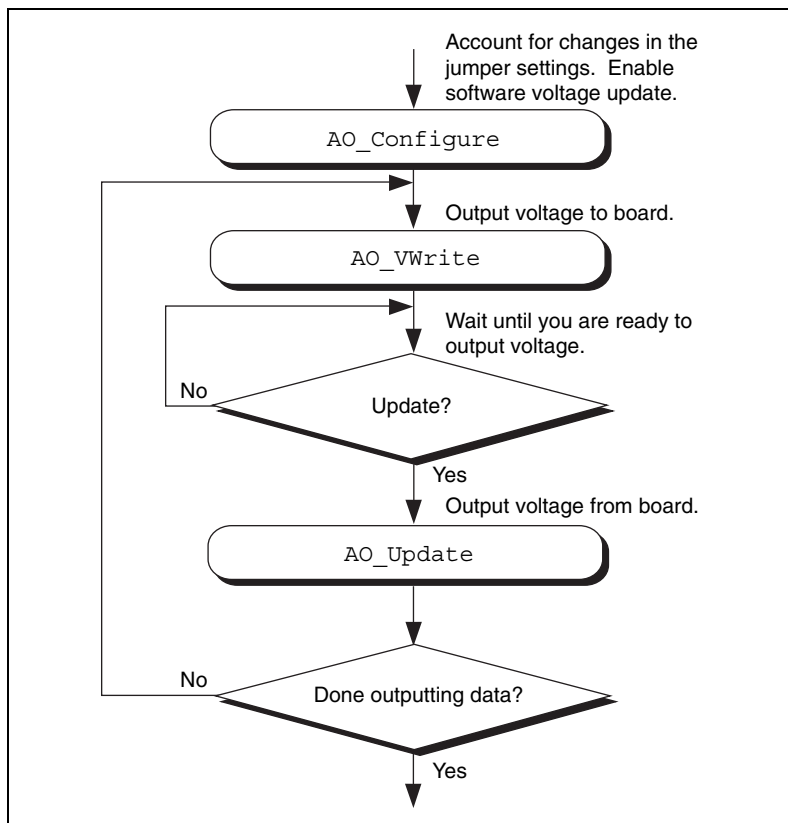 Account for changes in the
jumper settings.  Enable
software voltage update.
AO_Configure
Output voltage to board.
AO_VWrite
Wait until you are ready to
output voltage.
No
Update?
Yes
Output voltage from board.
AO_Update
No
Done outputting data?
Yes